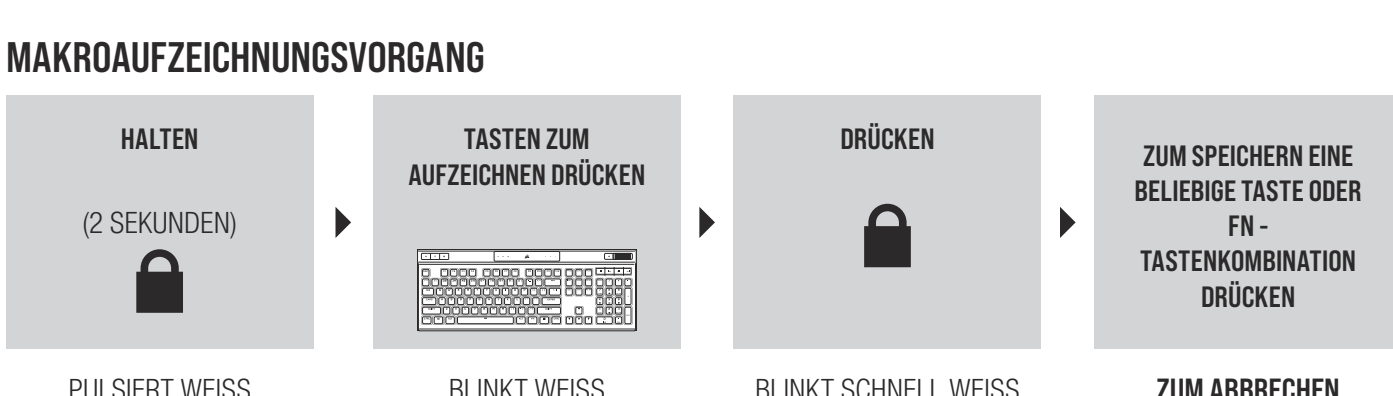 MAKROAUFZEICHNUNGSVORGANG
HALTEN
(2 SEKUNDEN)
TASTEN ZUM
AUFZEICHNEN DRÜCKEN
DRÜCKEN
ZUM SPEICHERN EINE
BELIEBIGE TASTE ODER
FN -
TASTENKOMBINATION
DRÜCKEN
PULSIERT WEISS
BLINKT WEISS
BLINKT SCHNELL WEISS
ZUM ABBRECHEN